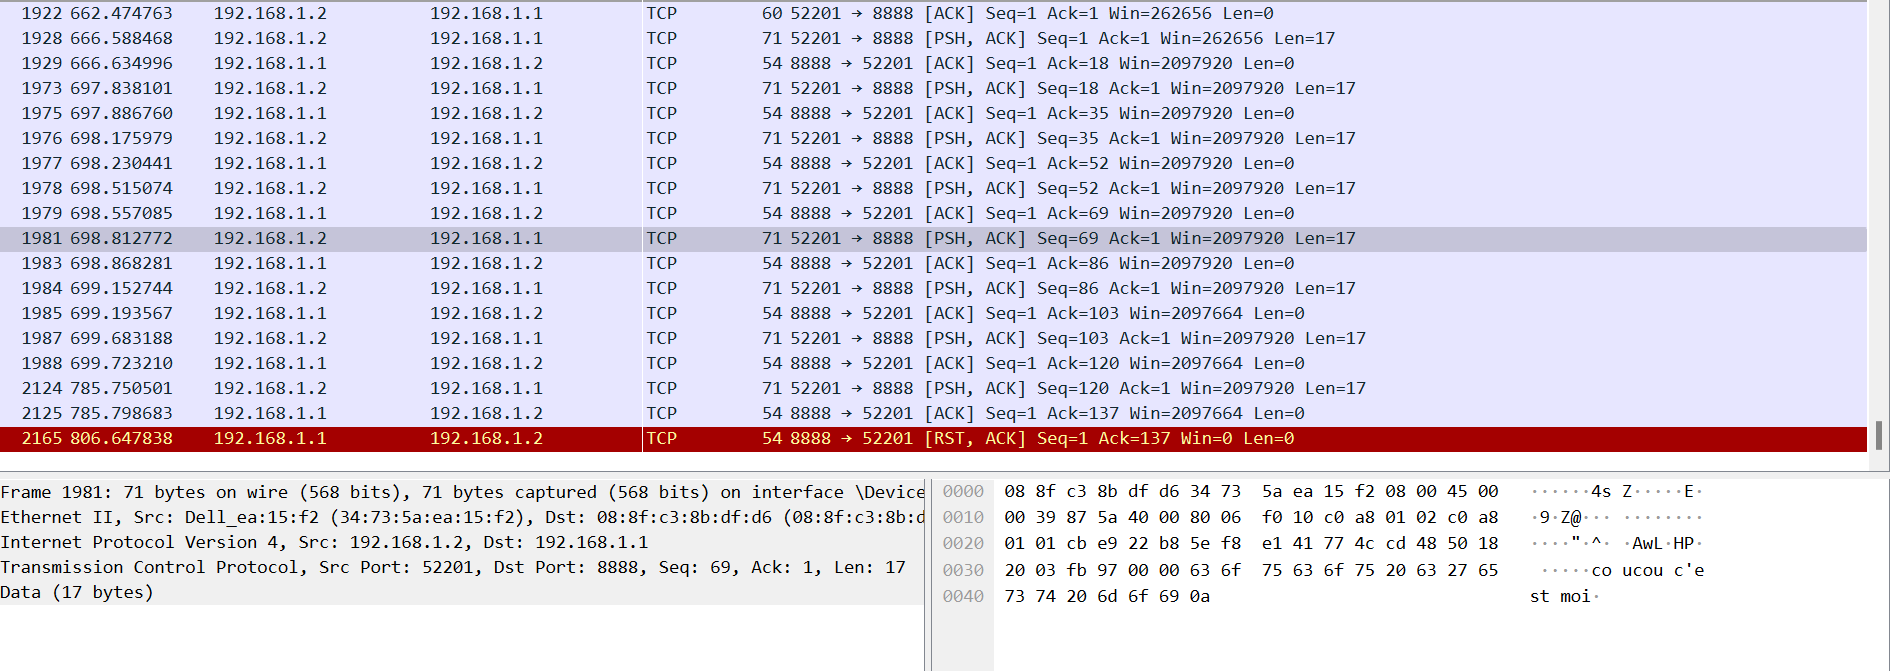 1922 662.474763 192.168.1.2 192.168.1.1 TCP 60 52201 → 8888 [ACK] Seq=1 Ack=1 Win=262656 Len=0
1928 666.588468 192.168.1.2 192.168.1.1 TCP 71 52201 → 8888 [PSH, ACK] Seq=1 Ack=1 Win=262656 Len=17
1929 666.634996 192.168.1.1 192.168.1.2 TCP 54 8888 → 52201 [ACK] Seq=1 Ack=18 Win=2097920 Len=0
1973 697.838101 192.168.1.2 192.168.1.1 TCP 71 52201 → 8888 [PSH, ACK] Seq=18 Ack=1 Win=2097920 Len=17
1975 697.886760 192.168.1.1 192.168.1.2 TCP 54 8888 → 52201 [ACK] Seq=1 Ack=35 Win=2097920 Len=0
1976 698.175979 192.168.1.2 192.168.1.1 TCP 71 52201 → 8888 [PSH, ACK] Seq=35 Ack=1 Win=2097920 Len=17
1977 698.230441 192.168.1.1 192.168.1.2 TCP 54 8888 → 52201 [ACK] Seq=1 Ack=52 Win=2097920 Len=0
1978 698.515074 192.168.1.2 192.168.1.1 TCP 71 52201 → 8888 [PSH, ACK] Seq=52 Ack=1 Win=2097920 Len=17
1979 698.557085 192.168.1.1 192.168.1.2 TCP 54 8888 → 52201 [ACK] Seq=1 Ack=69 Win=2097920 Len=0
1981 698.812772 192.168.1.2 192.168.1.1 TCP 71 52201 → 8888 [PSH, ACK] Seq=69 Ack=1 Win=2097920 Len=17
1983 698.868281 192.168.1.1 192.168.1.2 TCP 54 8888 → 52201 [ACK] Seq=1 Ack=86 Win=2097920 Len=0
1984 699.152744 192.168.1.2 192.168.1.1 TCP 71 52201 → 8888 [PSH, ACK] Seq=86 Ack=1 Win=2097920 Len=17
1985 699.193567 192.168.1.1 192.168.1.2 TCP 54 8888 → 52201 [ACK] Seq=1 Ack=103 Win=2097664 Len=0
1987 699.683188 192.168.1.2 192.168.1.1 TCP 71 52201 → 8888 [PSH, ACK] Seq=103 Ack=1 Win=2097920 Len=17
1988 699.723210 192.168.1.1 192.168.1.2 TCP 54 8888 → 52201 [ACK] Seq=1 Ack=120 Win=2097664 Len=0
2124 785.750501 192.168.1.2 192.168.1.1 TCP 71 52201 → 8888 [PSH, ACK] Seq=120 Ack=1 Win=2097920 Len=17
2125 785.798683 192.168.1.1 192.168.1.2 TCP 54 8888 → 52201 [ACK] Seq=1 Ack=137 Win=2097664 Len=0
2165 806.647838 192.168.1.1 192.168.1.2 TCP 54 8888 → 52201 [RST, ACK] Seq=1 Ack=137 Win=0 Len=0
Frame 1981: 71 bytes on wire (568 bits), 71 bytes captured (568 bits) on interface \Device
Ethernet II, Src: Dell_ea:15:f2 (34:73:5a:ea:15:f2), Dst: 08:8f:c3:8b:df:d6 (08:8f:c3:8b:d
Internet Protocol Version 4, Src: 192.168.1.2, Dst: 192.168.1.1
Transmission Control Protocol, Src Port: 52201, Dst Port: 8888, Seq: 69, Ack: 1, Len: 17
Data (17 bytes)
0000 08 8f c3 8b df d6 34 73 5a ea 15 f2 08 00 45 00 ······4s Z·····E·
0010 00 39 87 5a 40 00 80 06 f0 10 c0 a8 01 02 c0 a8 ·9·Z@··· ········
0020 01 01 cb e9 22 b8 5e f8 e1 41 77 4c cd 48 50 18 ····"·^· ·AwL·HP·
0030 20 03 fb 97 00 00 63 6f 75 63 6f 75 20 63 27 65 ·····co ucou c'e
0040 73 74 20 6d 6f 69 0a st moi·